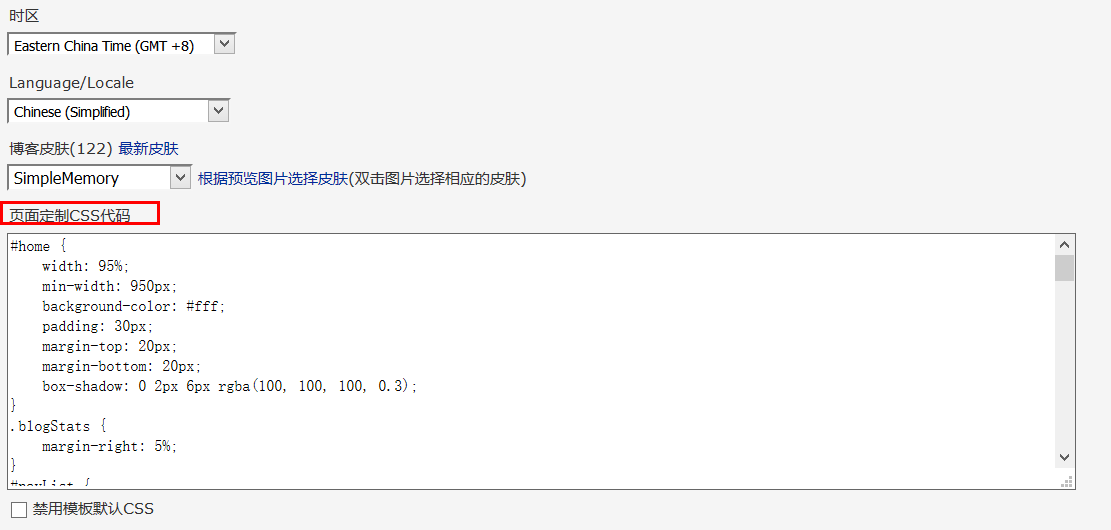 时区
Eastern China Time (GMT +8)
Language/Locale
Chinese (Simplified)
博客皮肤(122) 最新皮肤
SimpleMemory 根据预览图片选择皮肤(双击图片选择相应的皮肤)
页面定制CSS代码
#home {
    width: 95%;
    min-width: 950px;
    background-color: #fff;
    padding: 30px;
    margin-top: 20px;
    margin-bottom: 20px;
    box-shadow: 0 2px 6px rgba(100, 100, 100, 0.3);
}
.blogStats {
    margin-right: 5%;
}
#navList {
禁用模板默认CSS